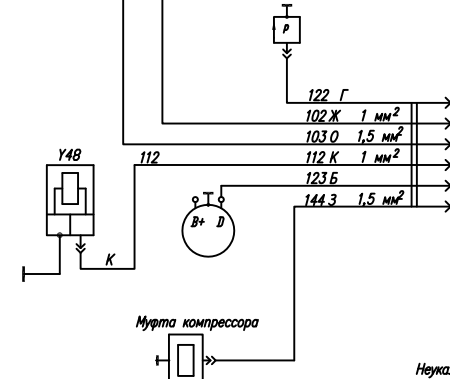 P
122 Г
102 Ж 1 мм²
103 О 1,5 мм²
Y48
112
112 К 1 мм²
123 Б
144 З 1,5 мм²
B+ D
К
Муфта компрессора